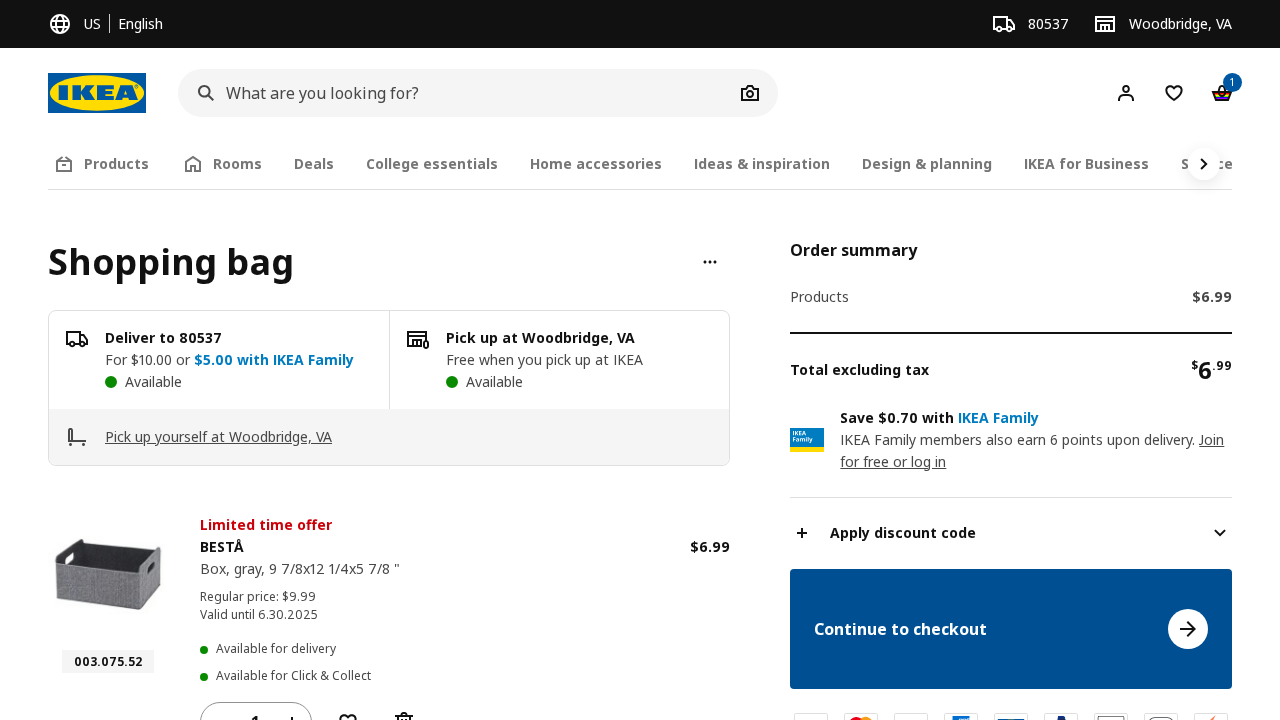 US
English
80537
Woodbridge, VA
IKEA
What are you looking for?
1
Products
Rooms
Deals
College essentials
Home accessories
Ideas & inspiration
Design & planning
IKEA for Business
Shopping bag
Deliver to 80537
For $10.00 or $5.00 with IKEA Family
Available
Pick up at Woodbridge, VA
Free when you pick up at IKEA
Available
Pick up yourself at Woodbridge, VA
Limited time offer
BESTÅ
$6.99
Box, gray, 9 7/8x12 1/4x5 7/8 "
Regular price: $9.99
Valid until 6.30.2025
Available for delivery
Available for Click & Collect
003.075.52
1
Order summary
Products
$6.99
Total excluding tax
$6.99
IKEA
Family
Save $0.70 with IKEA Family
IKEA Family members also earn 6 points upon delivery. Join
for free or log in
Apply discount code
Continue to checkout